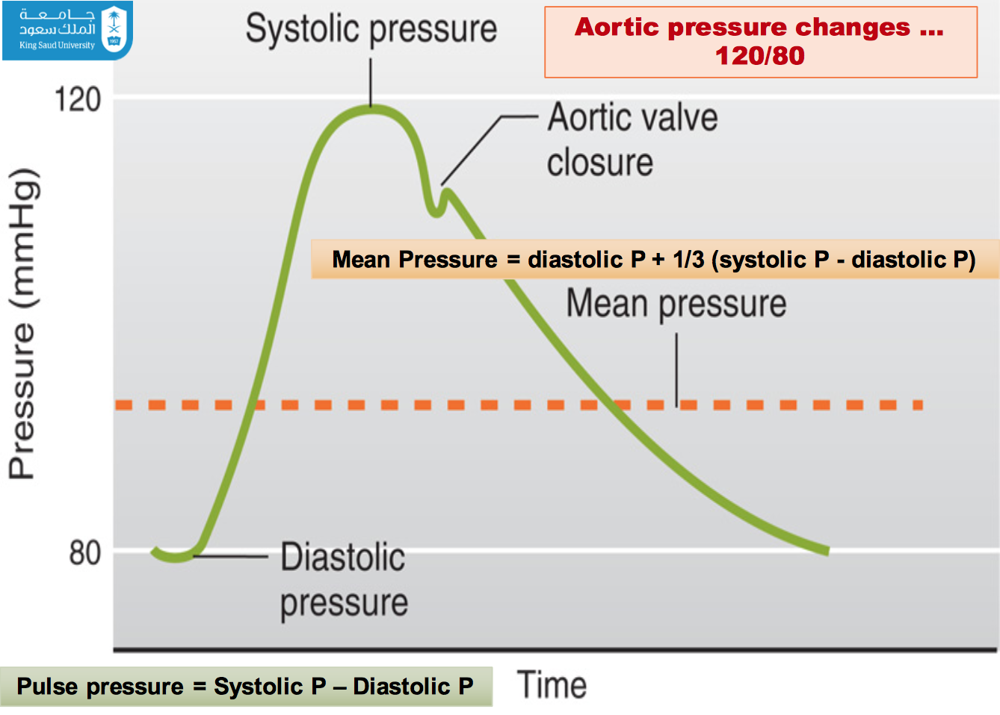 جامعة
الملك سعود
King Saud University
1957
Systolic pressure
Aortic pressure changes ...
120/80
120
Aortic valve
closure
Pressure (mmHg)
Mean Pressure = diastolic P + 1/3 (systolic P - diastolic P)
Mean pressure
80
Diastolic
pressure
Pulse pressure = Systolic P – Diastolic P
Time